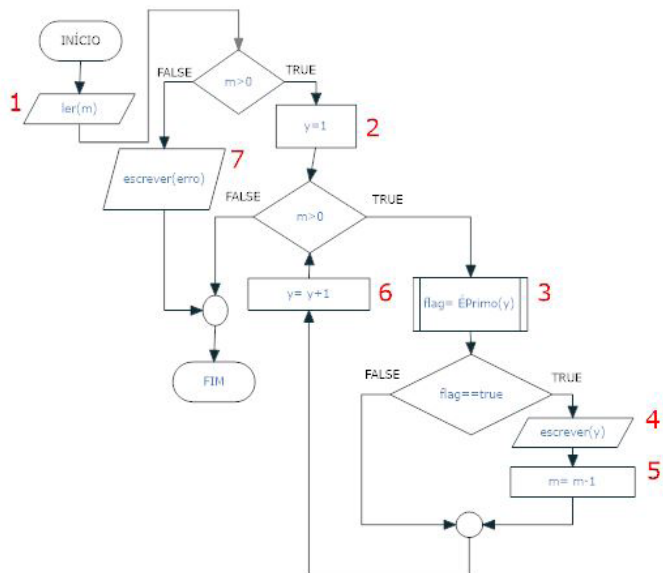 INÍCIO
1
ler(m)
FALSE
TRUE
m>0
y=1
2
7
escrever(erro)
FALSE
TRUE
m>0
y= y+1
6
flag= ÉPrimo(y)
3
FIM
FALSE
TRUE
flag==true
escrever(y)
4
m= m-1
5